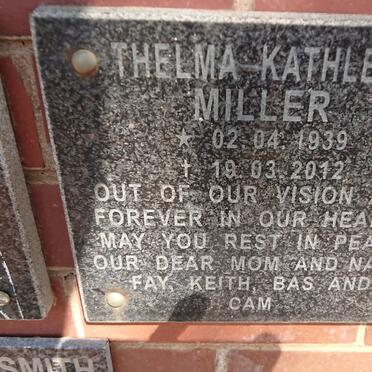 THELMA KATHLE
MILLER
* 02.04.1939
† 19.03.2012
OUT OF OUR VISION
FOREVER IN OUR HEA
MAY YOU REST IN PEA
OUR DEAR MOM AND NA
FAY, KEITH, BAS AND
CAM
SMITH